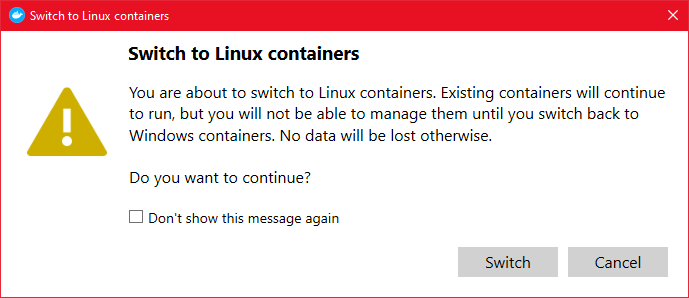 Switch to Linux containers
Switch to Linux containers
You are about to switch to Linux containers. Existing containers will continue
to run, but you will not be able to manage them until you switch back to
Windows containers. No data will be lost otherwise.
Do you want to continue?
Don't show this message again
Switch
Cancel